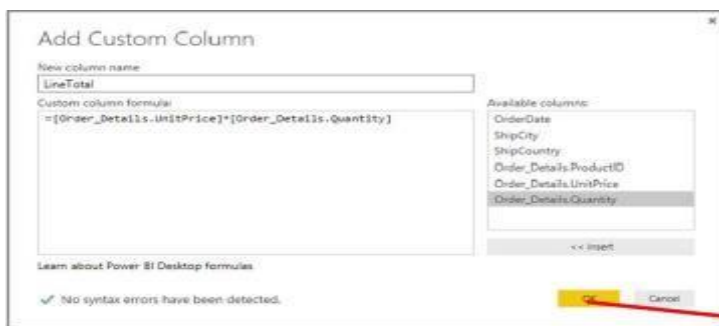 Add Custom Column
New column name
LineTotal
Custom column formula:
=[Order_Details.UnitPrice]*[Order_Details.Quantity]
Available columns:
OrderDate
ShipCity
ShipCountry
Order_Details.ProductID
Order_Details.UnitPrice
Order_Details.Quantity
<< Insert
Learn about Power BI Desktop formulas
✓ No syntax errors have been detected.
OK
Cancel